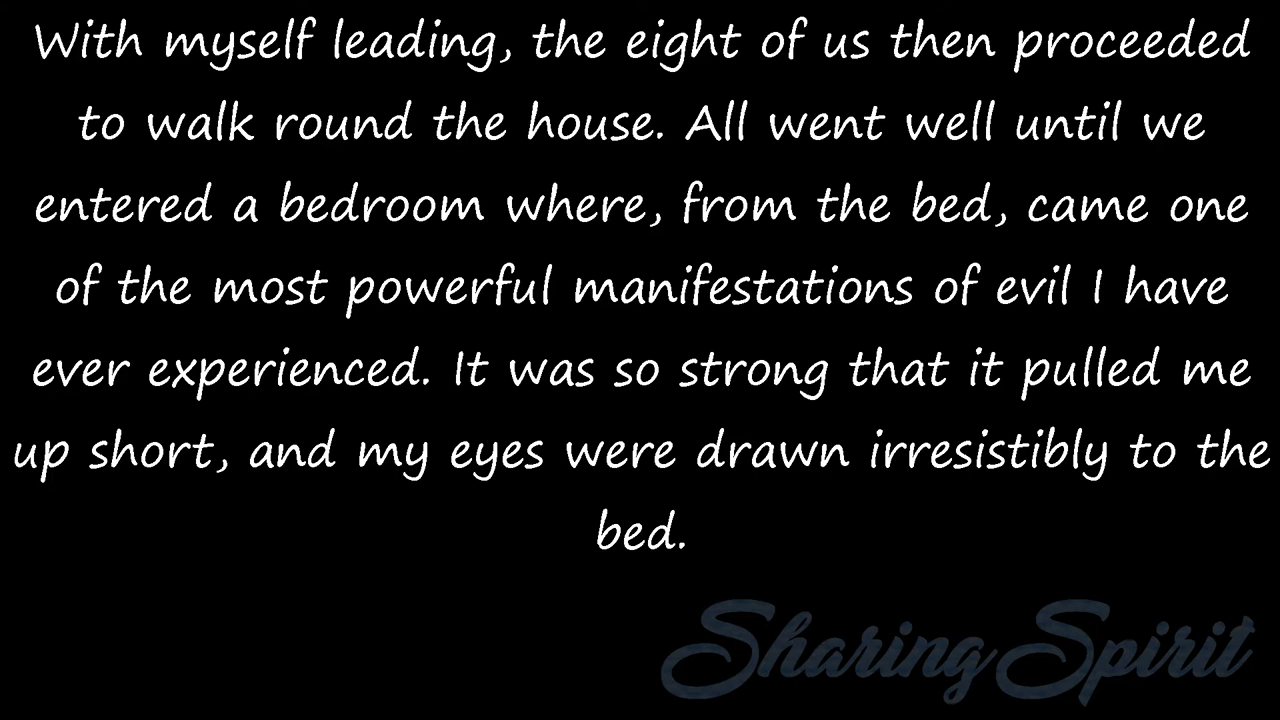 With myself leading, the eight of us then proceeded
to walk round the house. All went well until we
entered a bedroom where, from the bed, came one
of the most powerful manifestations of evil I have
ever experienced. It was so strong that it pulled me
up short, and my eyes were drawn irresistibly to the
bed.
SharingSpirit